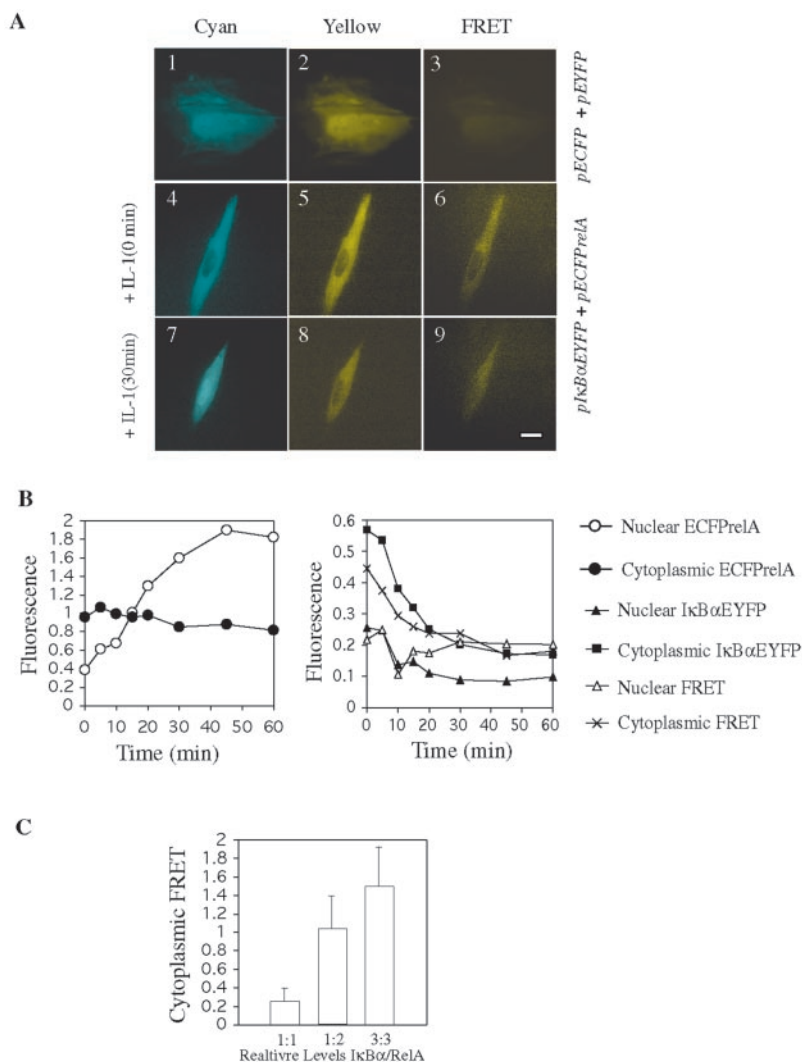 A
Cyan Yellow FRET
1 2 3
pECFP + pEYFP
4 5 6
+ IL-1(0 min)
7 8 9
+ IL-1(30min)
pIκBαEYFP + pECFPrelA
B
2
1.8
1.6
1.4
1.2
1
0.8
0.6
0.4
0.2
0
Fluorescence
0 10 20 30 40 50 60
Time (min)
0.6
0.5
0.4
0.3
0.2
0.1
0
Fluorescence
0 10 20 30 40 50 60
Time (min)
Nuclear ECFPrelA
Cytoplasmic ECFPrelA
Nuclear IκBαEYFP
Cytoplasmic IκBαEYFP
Nuclear FRET
Cytoplasmic FRET
C
2
1.8
1.6
1.4
1.2
1
0.8
0.6
0.4
0.2
0
Cytoplasmic FRET
1:1 1:2 3:3
Realtivre Levels IκBα/RelA